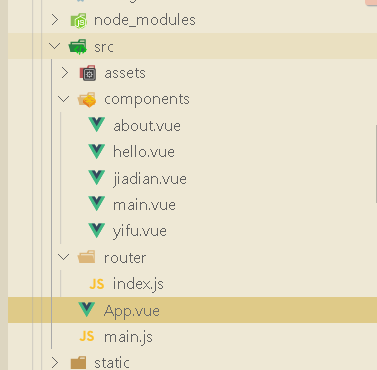 node_modules
src
assets
components
about.vue
hello.vue
jiadian.vue
main.vue
yifu.vue
router
JS index.js
App.vue
JS main.js
static